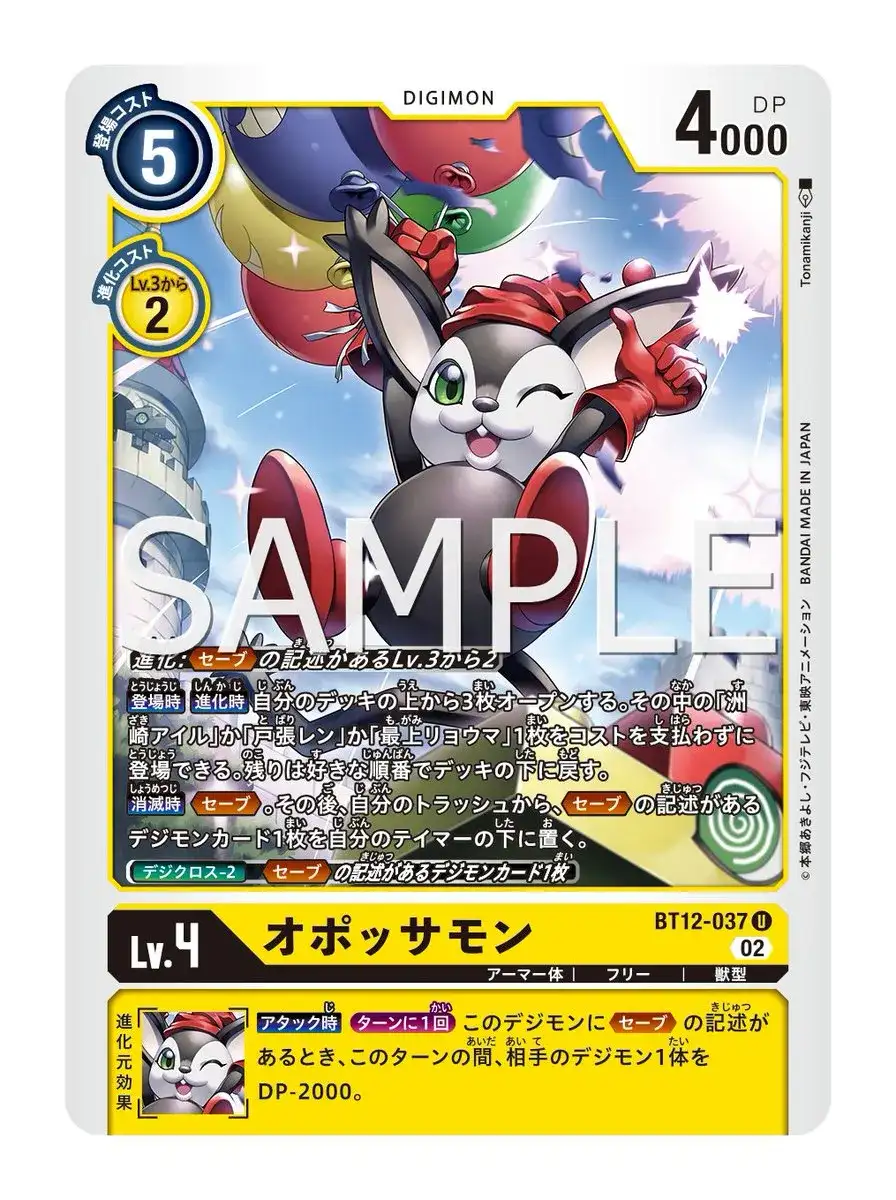 DIGIMON
登場コスト
5
4000
DP
進化コスト
Lv.3から
2
Tonamikanji
SAMPLE
進化:セーブの記述があるLv.3から2
登場時 進化時 自分のデッキの上から3枚オープンする。その中の「洲
崎アイル」か「戸張レン」か「最上リョウマ」1枚をコストを支払わずに
登場できる。残りは好きな順番でデッキの下に戻す。
消滅時 セーブ。その後、自分のトラッシュから、セーブの記述がある
デジモンカード1枚を自分のテイマーの下に置く。
デジクロス-2 セーブの記述があるデジモンカード1枚
©本郷あきよし・フジテレビ・東映アニメーション BANDAI MADE IN JAPAN
Lv.4
オポッサモン
BT12-037 U
02
アーマー体 | フリー | 獣型
進化元効果
アタック時 ターンに1回 このデジモンにセーブの記述が
あるとき、このターンの間、相手のデジモン1体を
DP-2000。